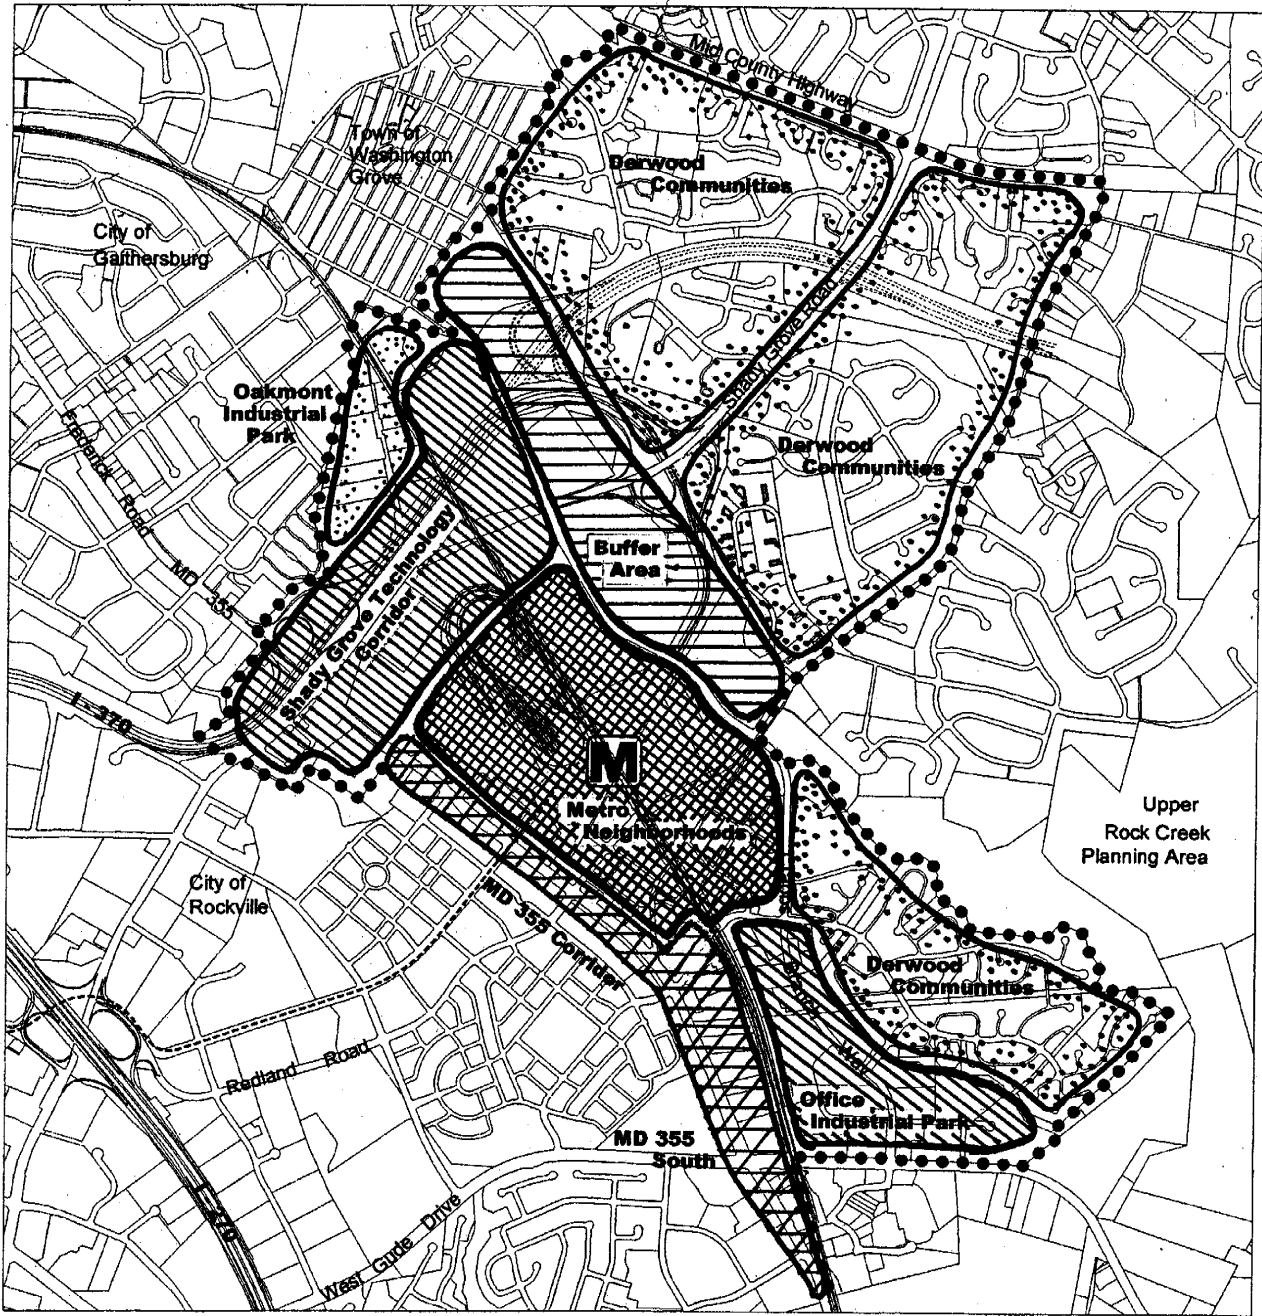 Mid County Highway
Town of
Washington
Grove
Derwood
Communities
City of
Gaithersburg
Shady Grove Road
Oakmont
Industrial
Park
Frederick Road
MD 355
Derwood
Communities
Buffer
Area
Shady Grove Technology
Corridor
I - 370
M
Metro
Neighborhoods
Upper
Rock Creek
Planning Area
City of
Rockville
MD 355 Corrider
Derwood
Communities
Redland Road
Way
Office
Industrial Park
MD 355
South
I-270
West Gude Drive